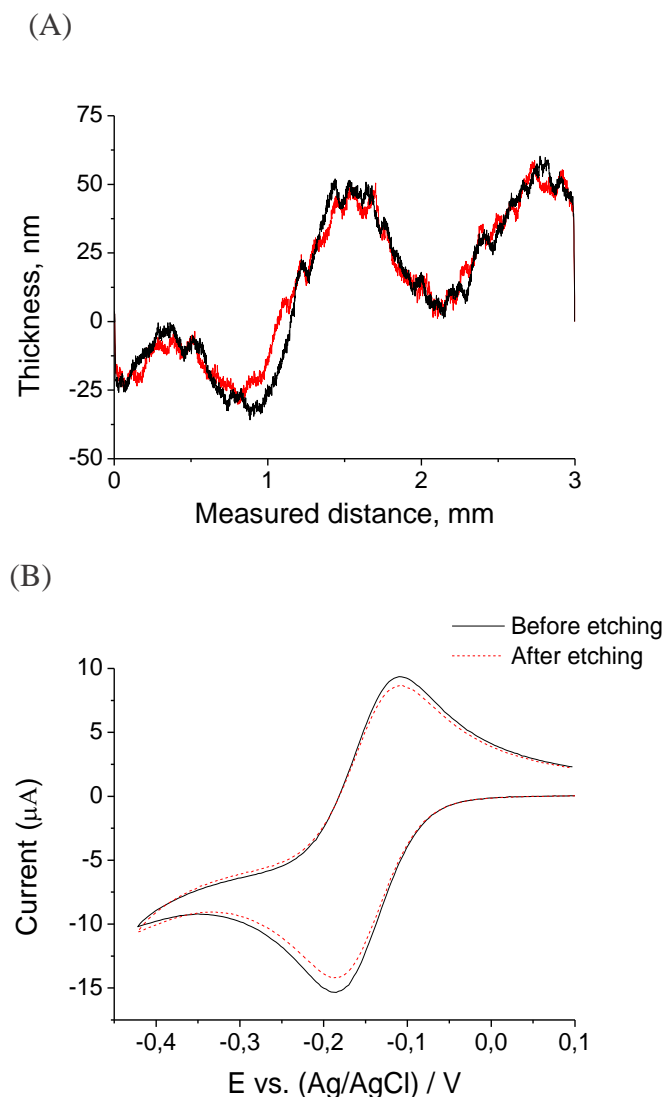 (A)
75
50
25
0
-25
-50
Thickness, nm
0 1 2 3
Measured distance, mm
(B)
Before etching
After etching
10
5
0
-5
-10
-15
Current (μA)
-0,4 -0,3 -0,2 -0,1 0,0 0,1
E vs. (Ag/AgCl) / V